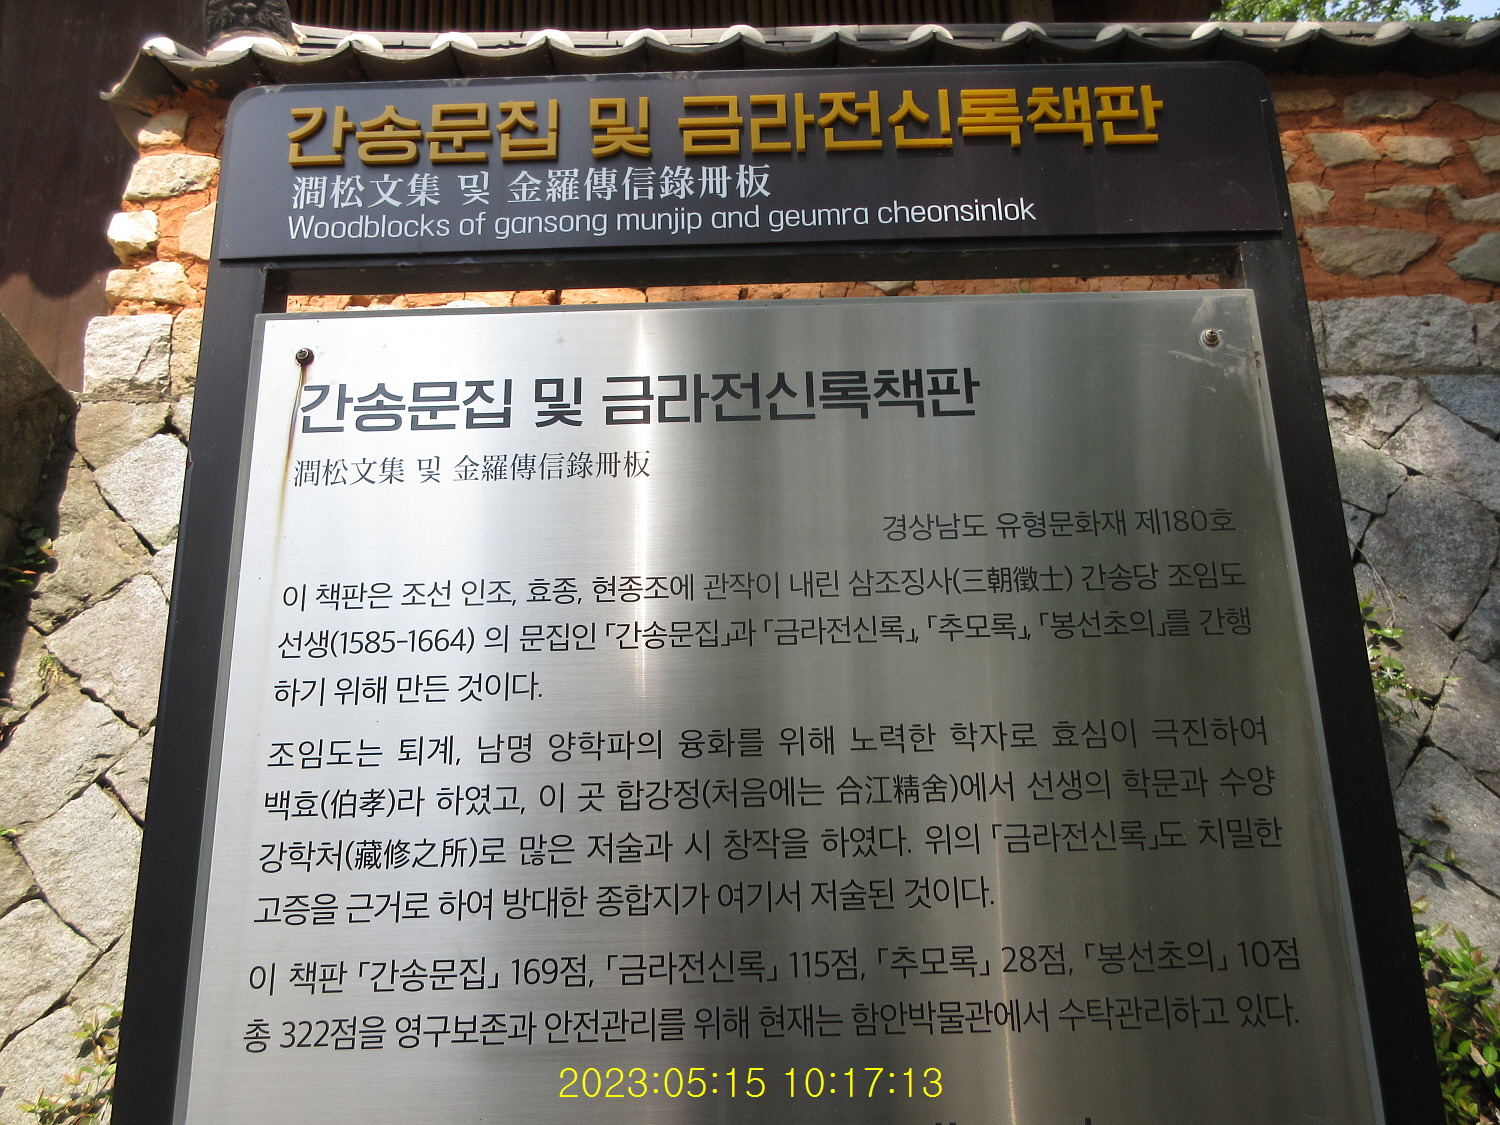 간송문집 및 금라전신록책판
澗松文集 및 金羅傳信錄冊板
Woodblocks of gansong munjip and geumra cheonsinlok
간송문집 및 금라전신록책판
澗松文集 및 金羅傳信錄冊板
경상남도 유형문화재 제180호
이 책판은 조선 인조, 효종, 현종조에 관작이 내린 삼조징사(三朝徵士) 간송당 조임도
선생(1585-1664) 의 문집인 「간송문집」과 「금라전신록」, 「추모록」, 「봉선초의」를 간행
하기 위해 만든 것이다.
조임도는 퇴계, 남명 양학파의 융화를 위해 노력한 학자로 효심이 극진하여
백효(伯孝)라 하였고, 이 곳 합강정(처음에는 合江精舍)에서 선생의 학문과 수양
강학처(藏修之所)로 많은 저술과 시 창작을 하였다. 위의 「금라전신록」도 치밀한
고증을 근거로 하여 방대한 종합지가 여기서 저술된 것이다.
이 책판 「간송문집」 169점, 「금라전신록」 115점, 「추모록」 28점, 「봉선초의」 10점
총 322점을 영구보존과 안전관리를 위해 현재는 함안박물관에서 수탁관리하고 있다.
2023:05:15 10:17:13